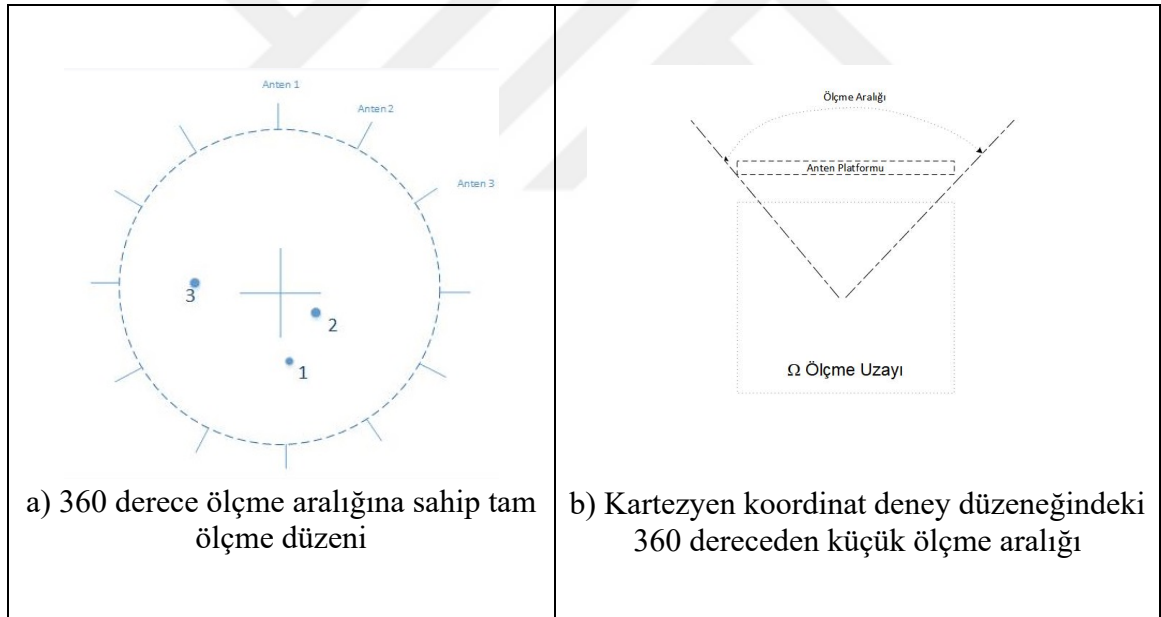 Anten 1
Anten 2
Anten 3
3
2
1
a) 360 derece ölçme aralığına sahip tam
ölçme düzeni
Ölçme Aralığı
Anten Platformu
Ω Ölçme Uzayı
b) Kartezyen koordinat deney düzeneğindeki
360 dereceden küçük ölçme aralığı